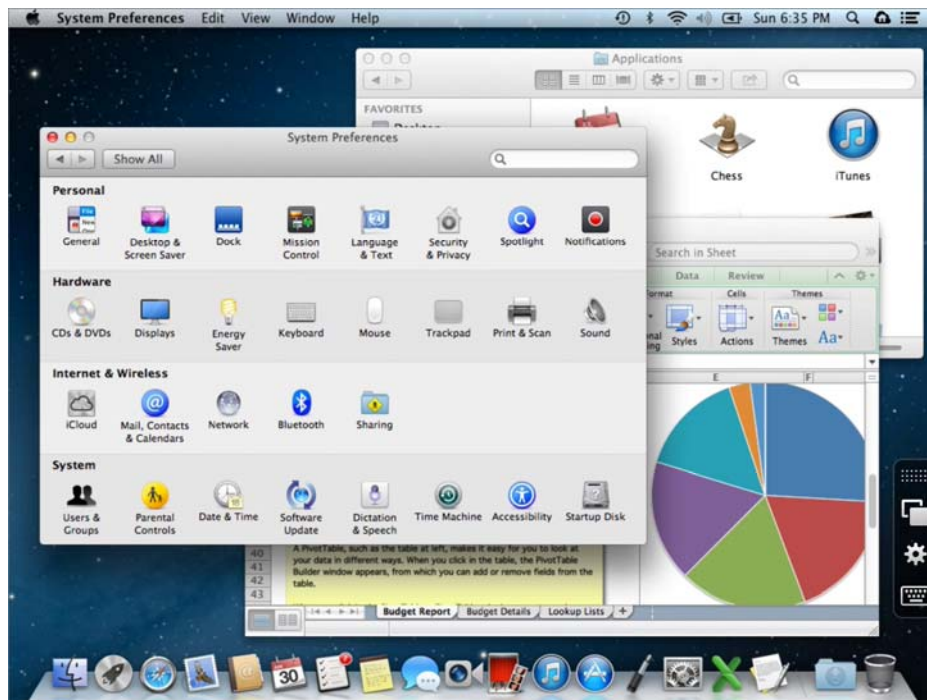 System Preferences Edit View Window Help
Sun 6:35 PM
Applications
FAVORITES
Desktop
Chess
iTunes
System Preferences
Show All
Personal
General
Desktop &
Screen Saver
Dock
Mission
Control
Language
& Text
Security
& Privacy
Spotlight
Notifications
Hardware
CDs & DVDs
Displays
Energy
Saver
Keyboard
Mouse
Trackpad
Print & Scan
Sound
Internet & Wireless
iCloud
Mail, Contacts
& Calendars
Network
Bluetooth
Sharing
System
Users &
Groups
Parental
Controls
Date & Time
Software
Update
Dictation
& Speech
Time Machine
Accessibility
Startup Disk
Search in Sheet
Data Review
Cells Themes
Styles
Actions
Themes
Aa
E F
40
41
42
43
A PivotTable, such as the table at left, makes it easy for you to look at
your data in different ways. When you click in the table, the PivotTable
Builder window appears, from which you can add or remove fields from the
table.
Budget Report Budget Details Lookup Lists +
30